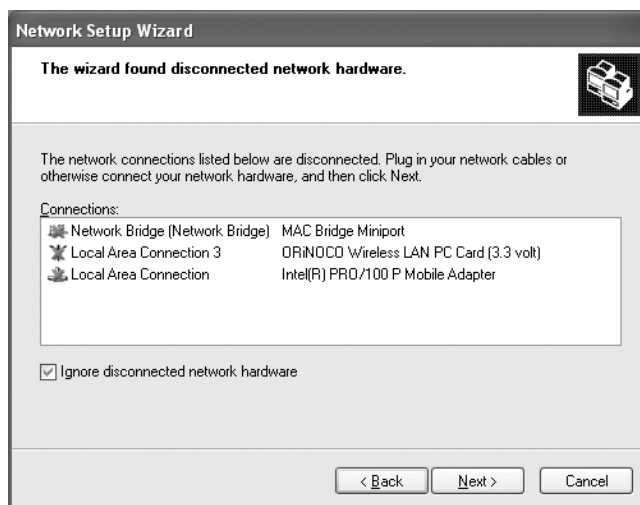 Network Setup Wizard
The wizard found disconnected network hardware.
The network connections listed below are disconnected. Plug in your network cables or
otherwise connect your network hardware, and then click Next.
Connections:
Network Bridge (Network Bridge) MAC Bridge Miniport
Local Area Connection 3 ORiNOCO Wireless LAN PC Card (3.3 volt)
Local Area Connection Intel(R) PRO/100 P Mobile Adapter
Ignore disconnected network hardware
< Back Next > Cancel